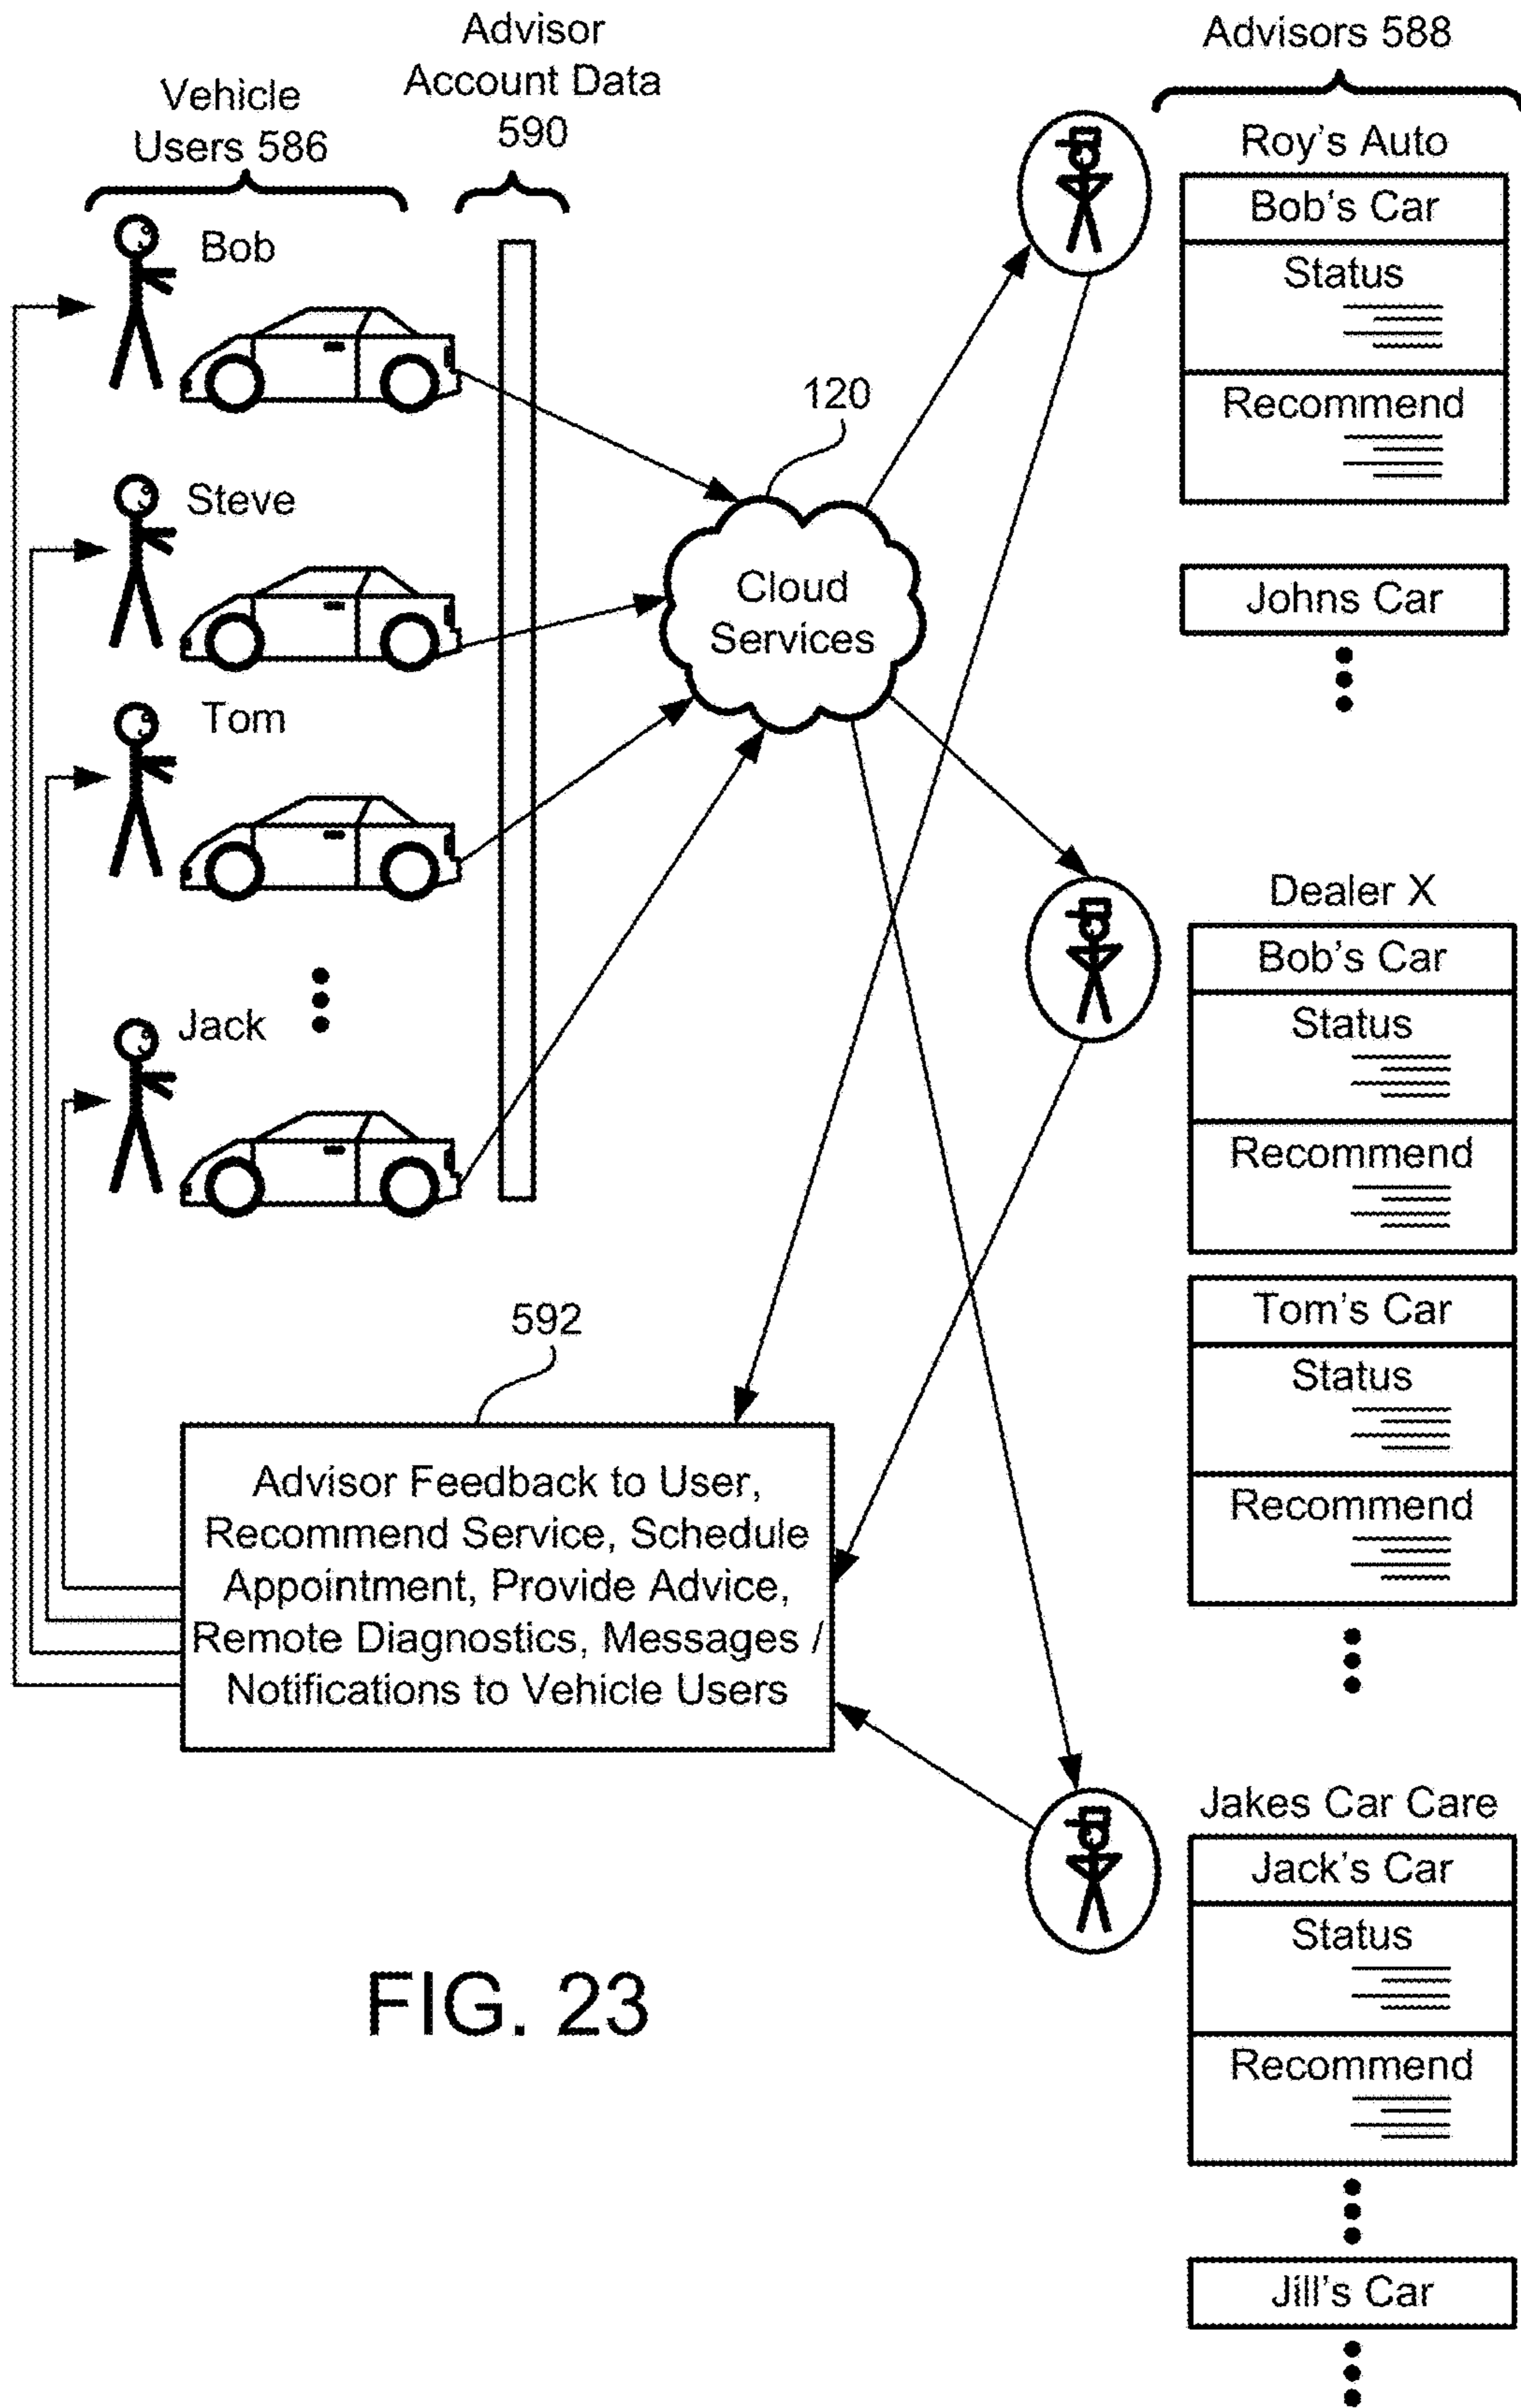 Vehicle
Users 586
Advisor
Account Data
590
Advisors 588
Bob
Steve
Tom
Jack
120
Cloud
Services
592
Advisor Feedback to User,
Recommend Service, Schedule
Appointment, Provide Advice,
Remote Diagnostics, Messages /
Notifications to Vehicle Users
Roy's Auto
Bob's Car
Status
Recommend
Johns Car
Dealer X
Bob's Car
Status
Recommend
Tom's Car
Status
Recommend
Jakes Car Care
Jack's Car
Status
Recommend
Jill's Car
FIG. 23